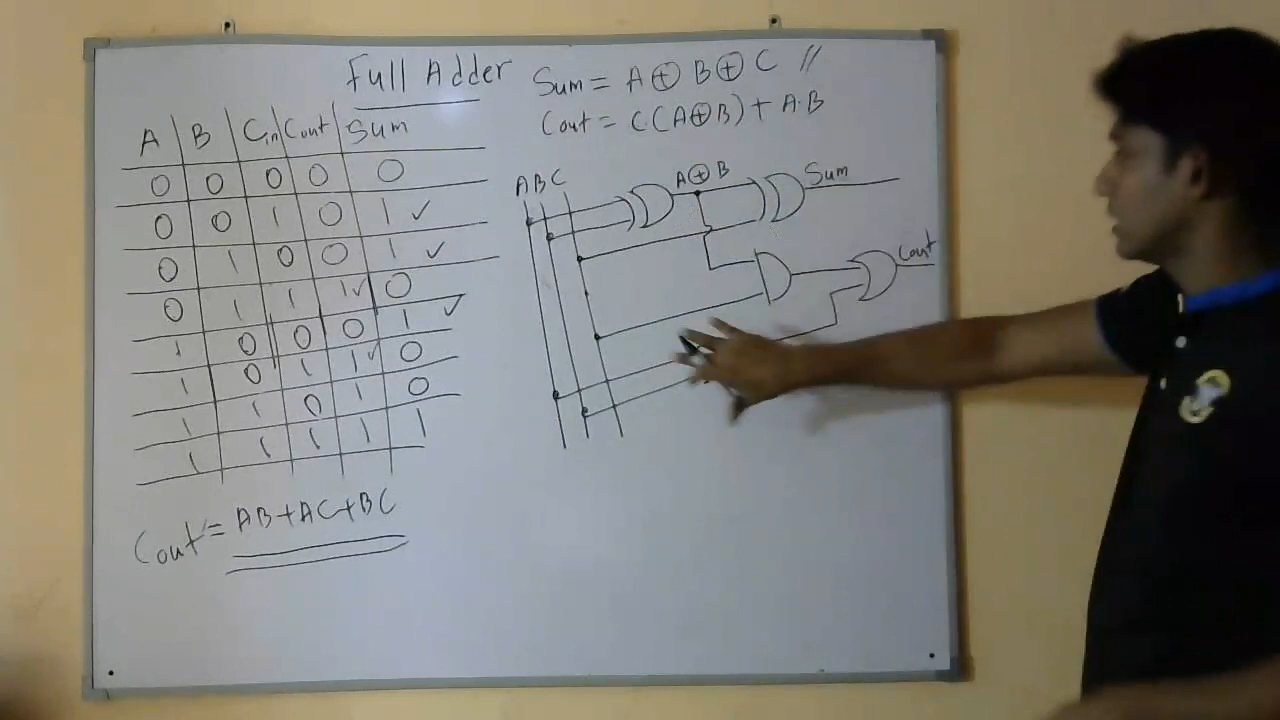 Full Adder
Sum = A ⊕ B ⊕ C //
Cout = C(A⊕B) + A.B
A B Cin Cout Sum
0 0 0 0 0
0 0 1 0 1 ✓
0 1 0 0 1 ✓
0 1 1 1✓ 0
1 0 0 0 1 ✓
1 0 1 1✓ 0
1 1 0 1 0
1 1 1 1 1
Cout = AB+AC+BC
A B C
A⊕B
Sum
Cout